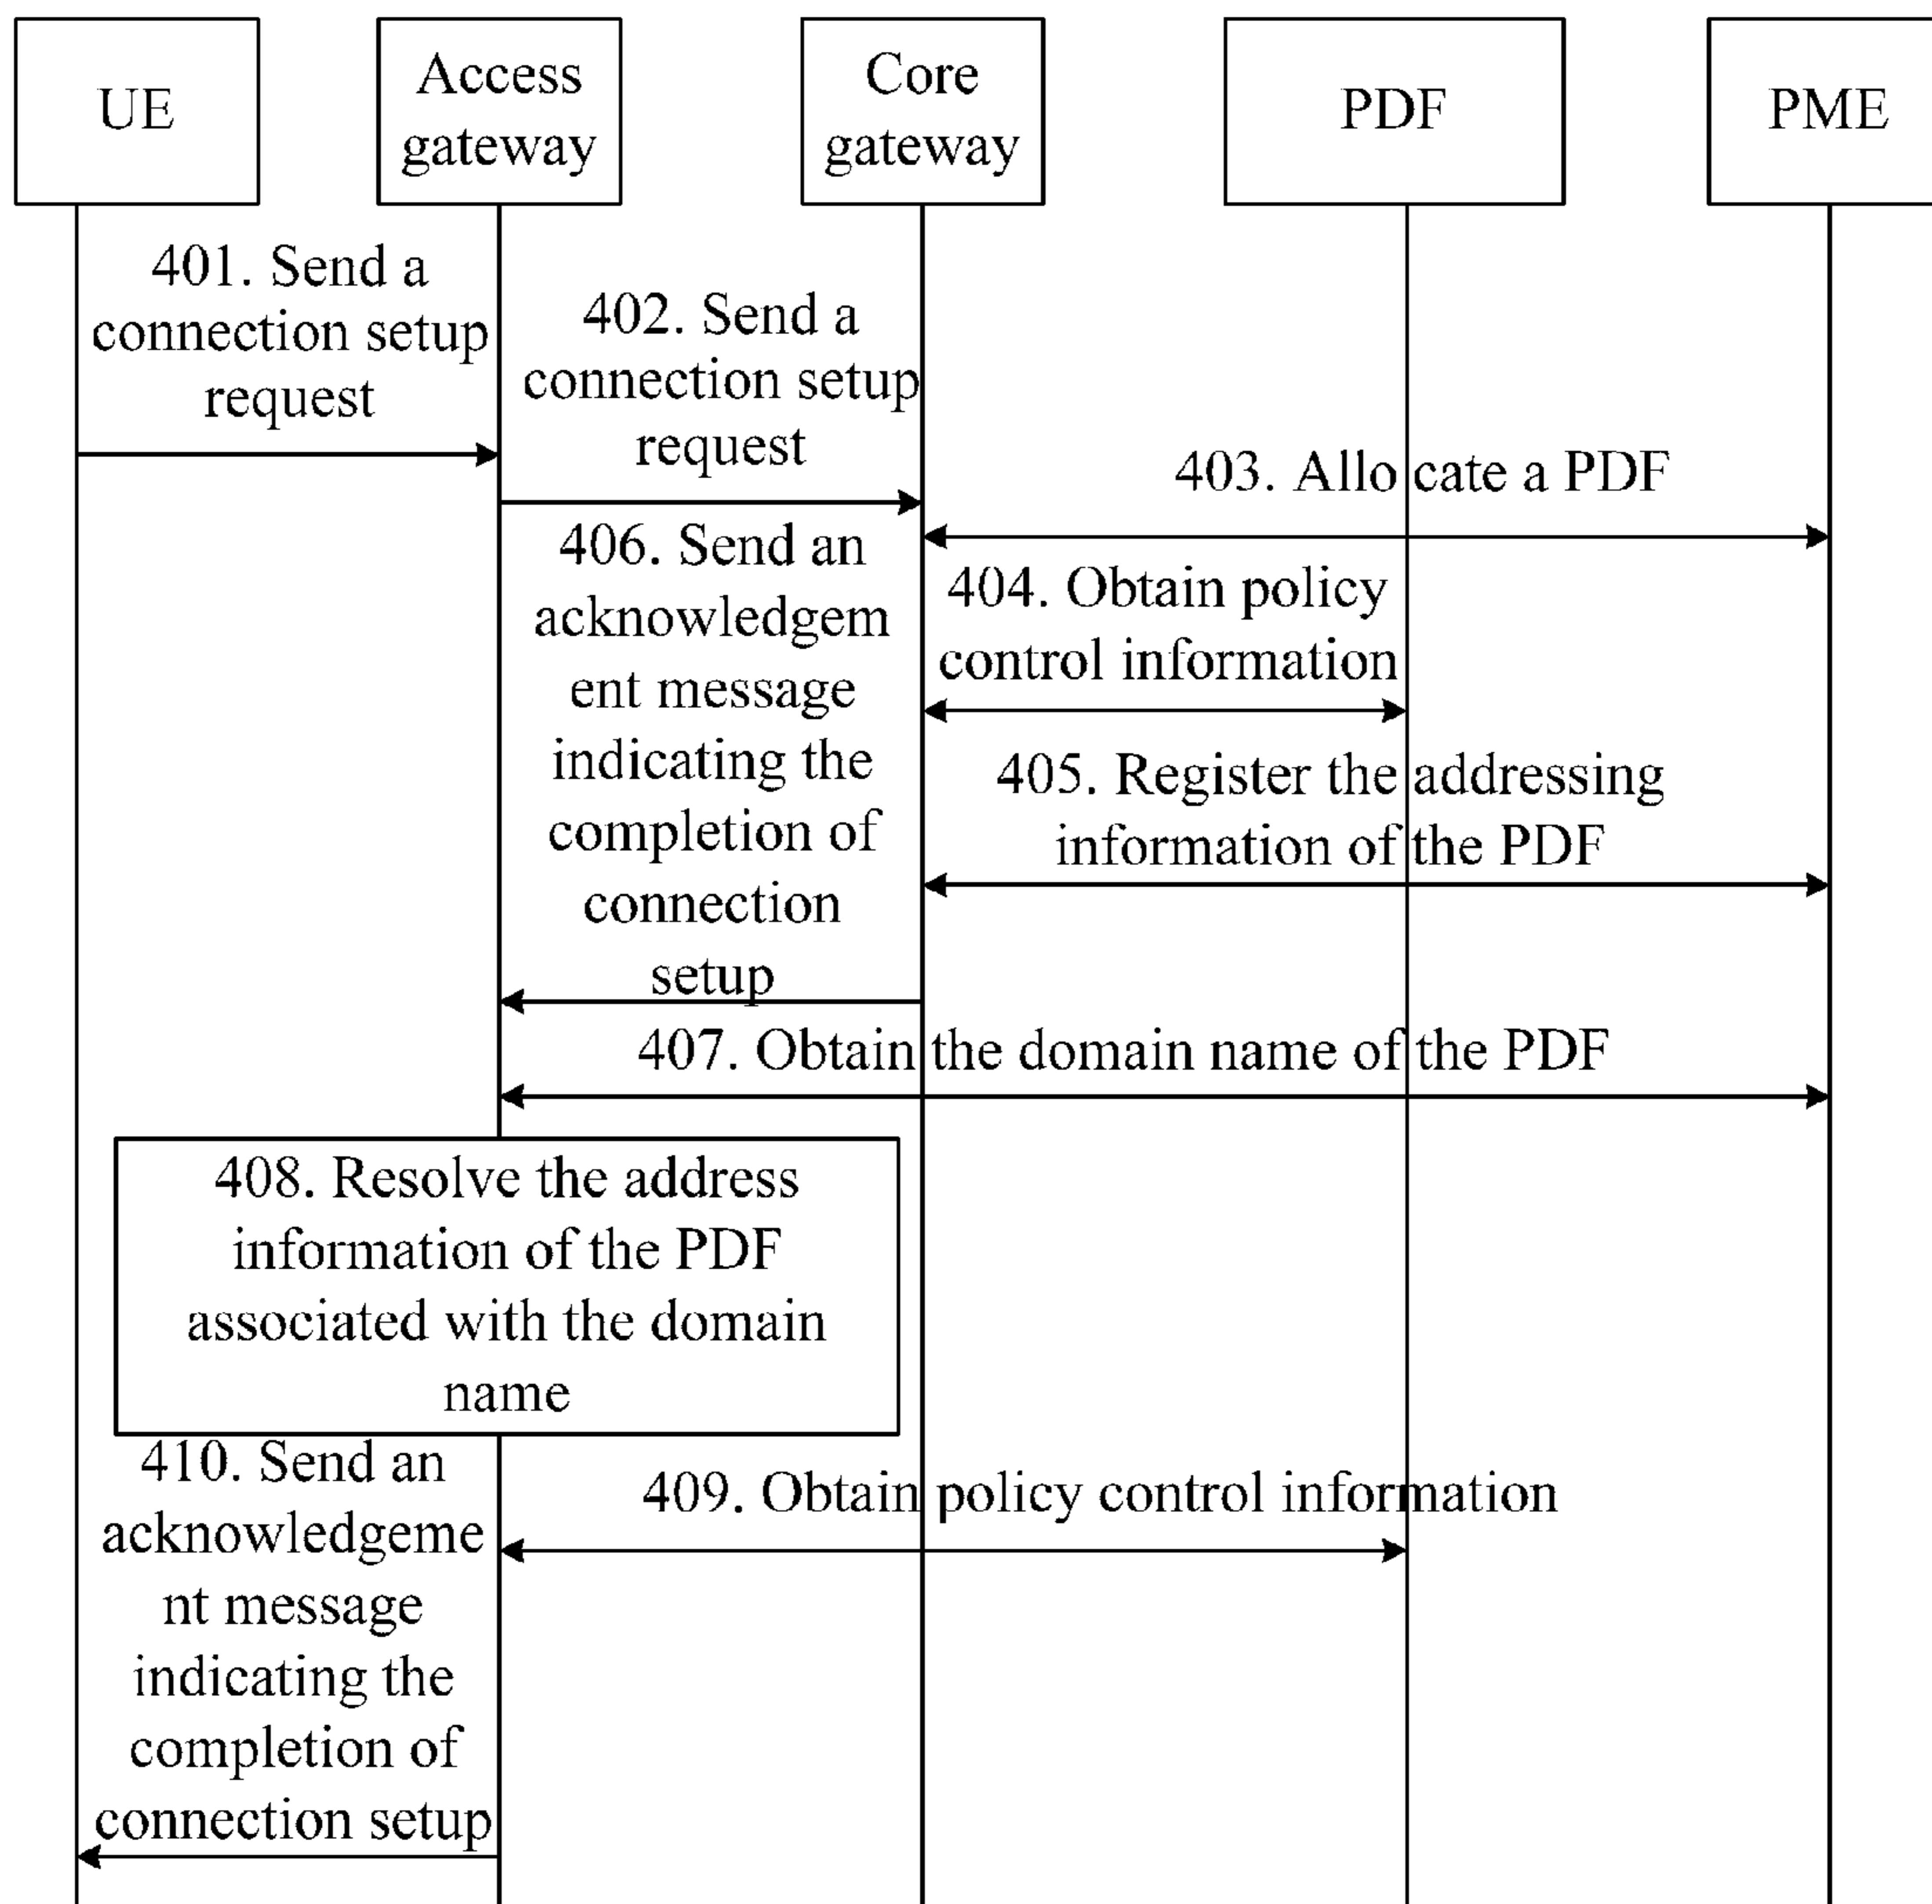 UE
Access
gateway
Core
gateway
PDF
PME
401. Send a
connection setup
request
402. Send a
connection setup
request
403. Allo cate a PDF
404. Obtain policy
control information
405. Register the addressing
information of the PDF
406. Send an
acknowledgem
ent message
indicating the
completion of
connection
setup
407. Obtain the domain name of the PDF
408. Resolve the address
information of the PDF
associated with the domain
name
409. Obtain policy control information
410. Send an
acknowledgeme
nt message
indicating the
completion of
connection setup